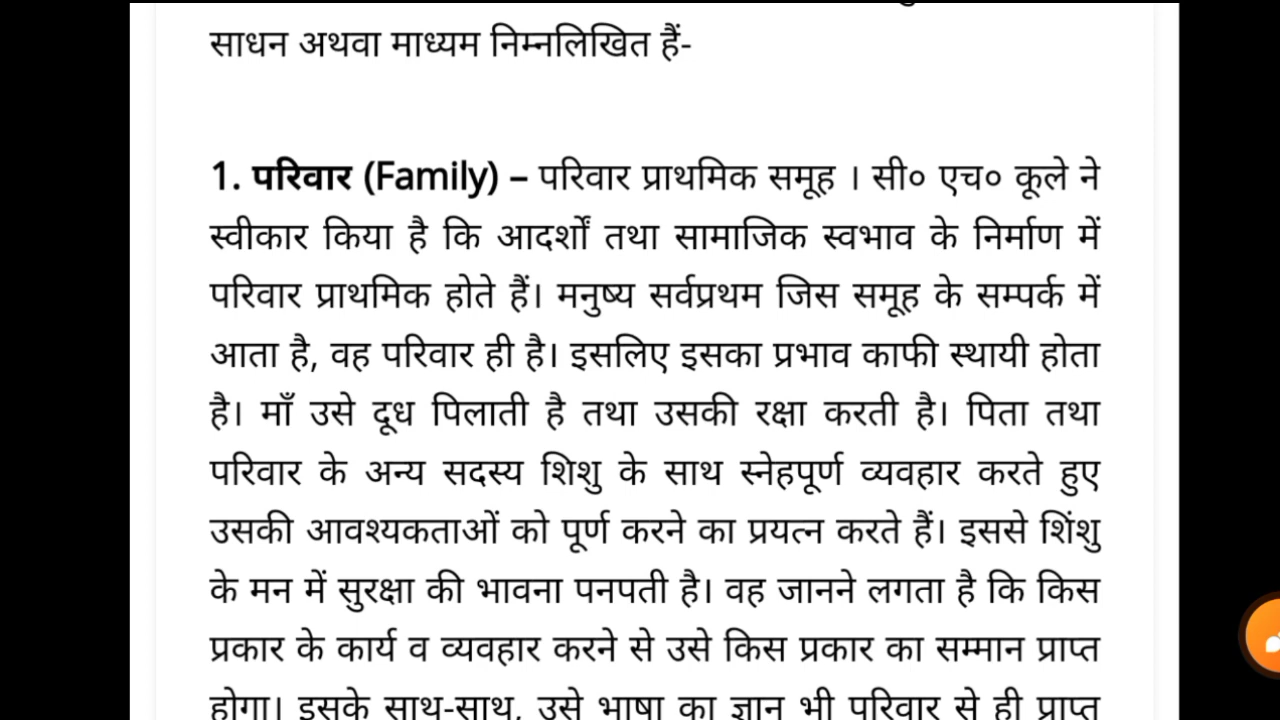 साधन अथवा माध्यम निम्नलिखित हैं-
1. परिवार (Family) – परिवार प्राथमिक समूह । सी० एच० कूले ने
स्वीकार किया है कि आदर्शों तथा सामाजिक स्वभाव के निर्माण में
परिवार प्राथमिक होते हैं। मनुष्य सर्वप्रथम जिस समूह के सम्पर्क में
आता है, वह परिवार ही है। इसलिए इसका प्रभाव काफी स्थायी होता
है। माँ उसे दूध पिलाती है तथा उसकी रक्षा करती है। पिता तथा
परिवार के अन्य सदस्य शिशु के साथ स्नेहपूर्ण व्यवहार करते हुए
उसकी आवश्यकताओं को पूर्ण करने का प्रयत्न करते हैं। इससे शिंशु
के मन में सुरक्षा की भावना पनपती है। वह जानने लगता है कि किस
प्रकार के कार्य व व्यवहार करने से उसे किस प्रकार का सम्मान प्राप्त
होगा। इसके साथ-साथ, उसे भाषा का ज्ञान भी परिवार से ही प्राप्त